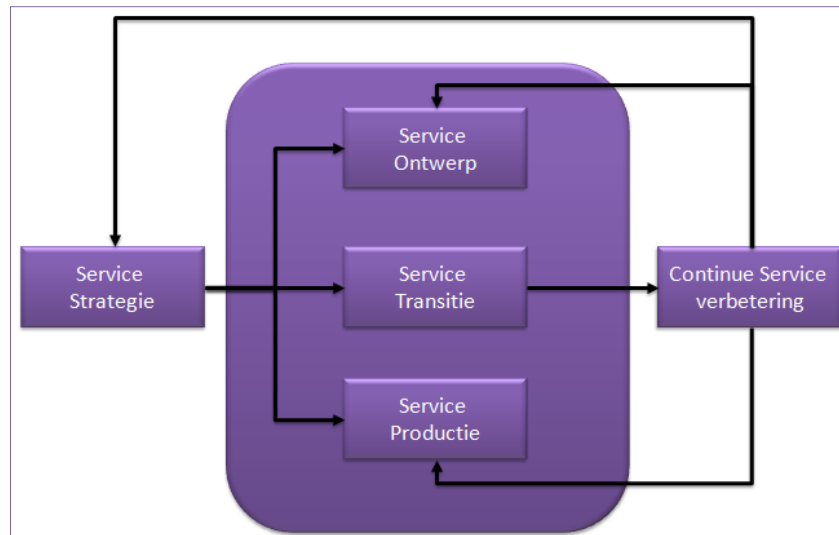 Service
Ontwerp
Service
Strategie
Service
Transitie
Continue Service
verbetering
Service
Productie